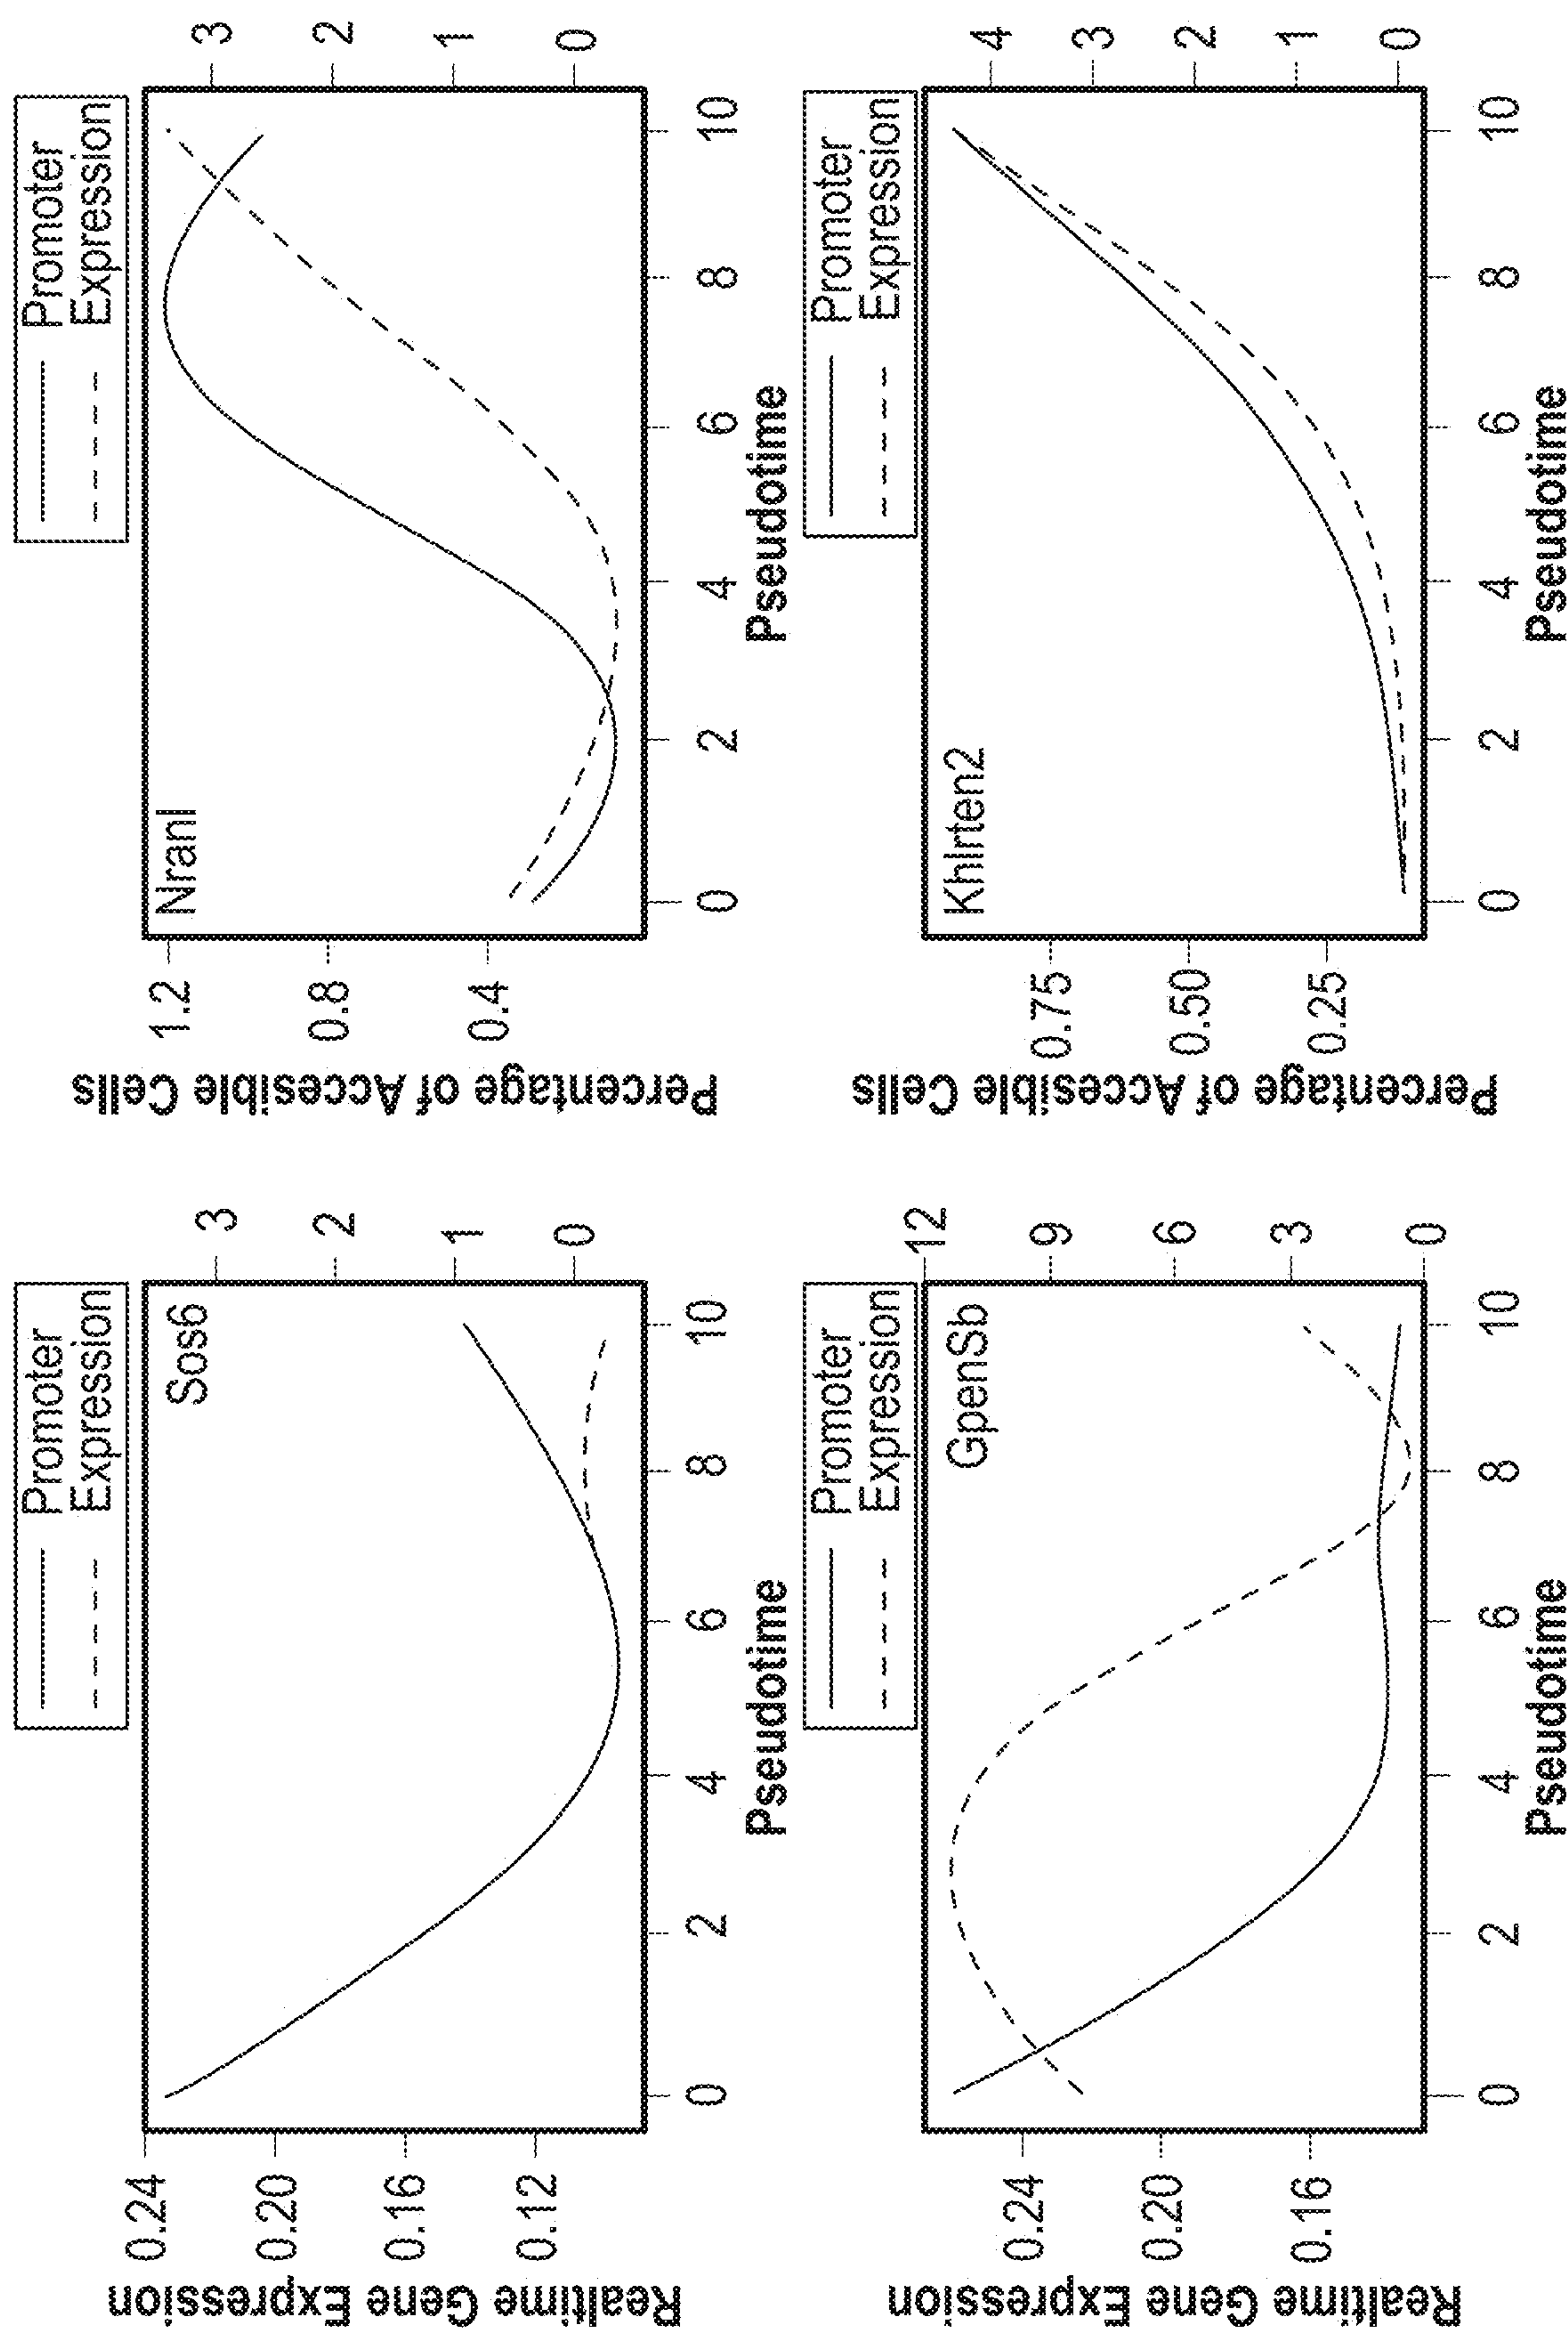 Promoter
Expression
Sos6
Realtime Gene Expression
0.24
0.20
0.16
0.12
3
2
1
0
0
2
4
6
8
10
Pseudotime
Promoter
Expression
Nranl
Percentage of Accesible Cells
1.2
0.8
0.4
3
2
1
0
0
2
4
6
8
10
Pseudotime
Promoter
Expression
GpenSb
Realtime Gene Expression
0.24
0.20
0.16
12
9
6
3
0
0
2
4
6
8
10
Pseudotime
Promoter
Expression
Khlrten2
Percentage of Accesible Cells
0.75
0.50
0.25
4
3
2
1
0
0
2
4
6
8
10
Pseudotime